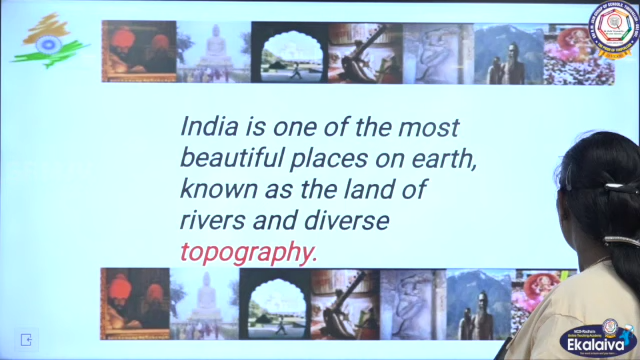 India is one of the most
beautiful places on earth,
known as the land of
rivers and diverse
topography.
Ekalaiva